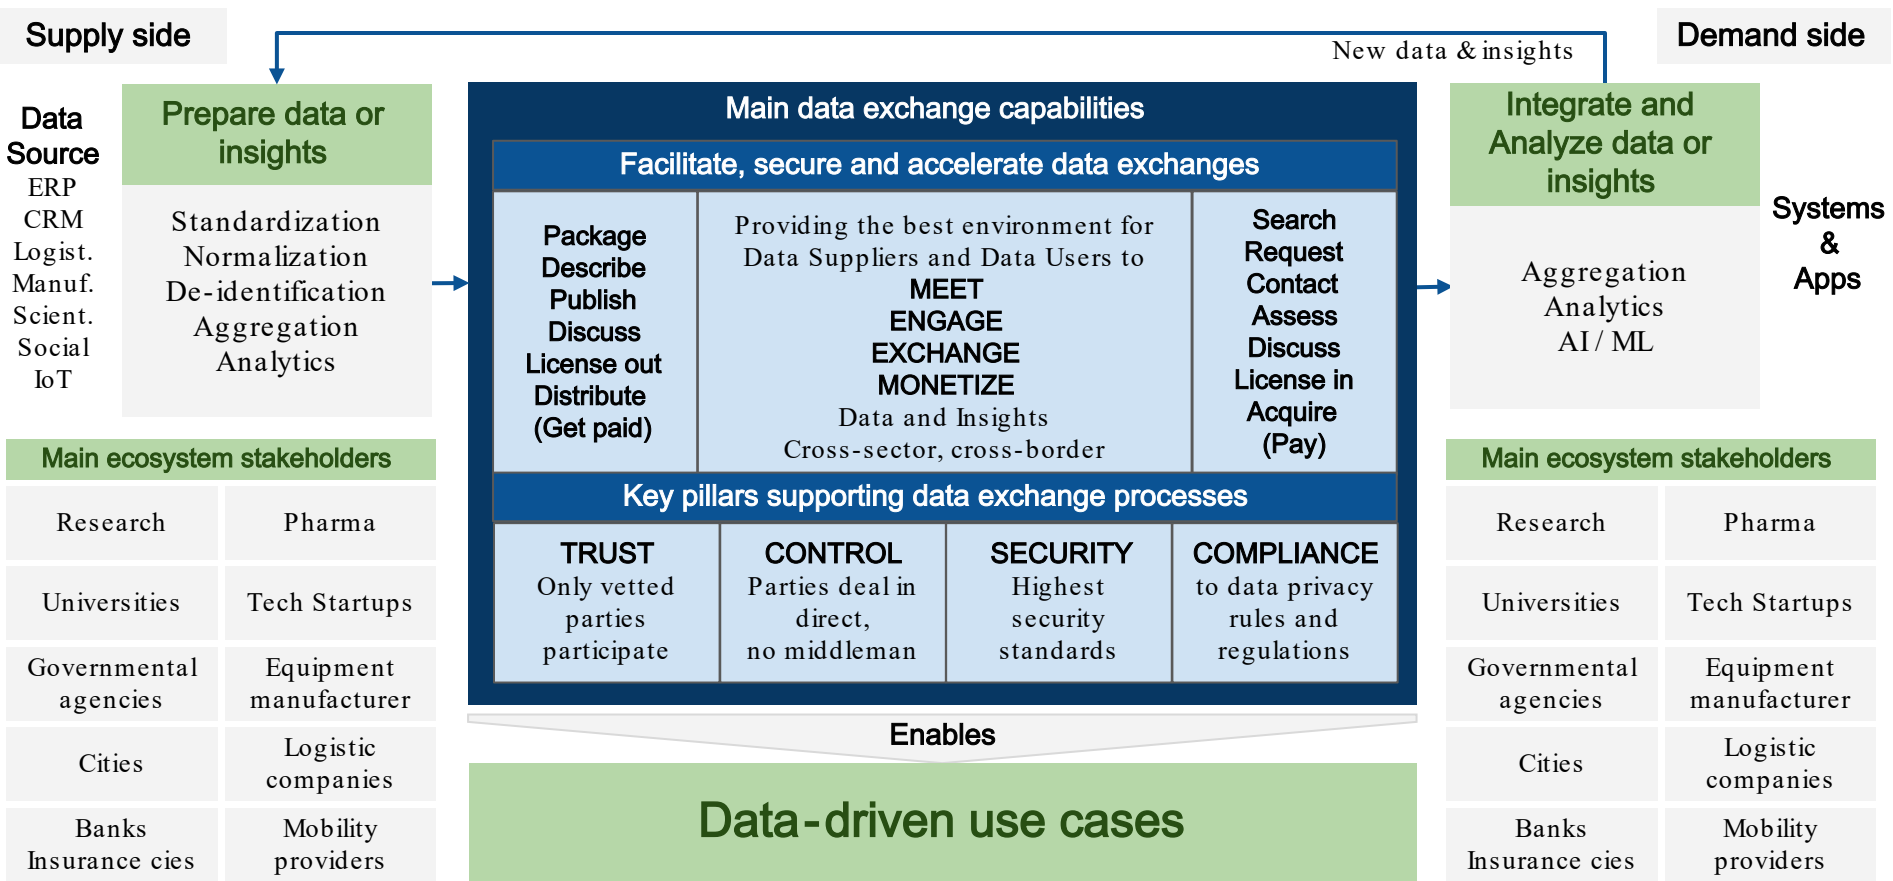 Supply side
Demand side
New data & insights
Data
Source
ERP
CRM
Logist.
Manuf.
Scient.
Social
IoT
Prepare data or
insights
Standardization
Normalization
De-identification
Aggregation
Analytics
Main data exchange capabilities
Facilitate, secure and accelerate data exchanges
Package
Describe
Publish
Discuss
License out
Distribute
(Get paid)
Providing the best environment for
Data Suppliers and Data Users to
MEET
ENGAGE
EXCHANGE
MONETIZE
Data and Insights
Cross-sector, cross-border
Search
Request
Contact
Assess
Discuss
License in
Acquire
(Pay)
Key pillars supporting data exchange processes
TRUST
Only vetted
parties
participate
CONTROL
Parties deal in
direct,
no middleman
SECURITY
Highest
security
standards
COMPLIANCE
to data privacy
rules and
regulations
Integrate and
Analyze data or
insights
Aggregation
Analytics
AI / ML
Systems
&
Apps
Main ecosystem stakeholders
Research
Pharma
Universities
Tech Startups
Governmental
agencies
Equipment
manufacturer
Cities
Logistic
companies
Banks
Insurance cies
Mobility
providers
Enables
Data-driven use cases
Main ecosystem stakeholders
Research
Pharma
Universities
Tech Startups
Governmental
agencies
Equipment
manufacturer
Cities
Logistic
companies
Banks
Insurance cies
Mobility
providers